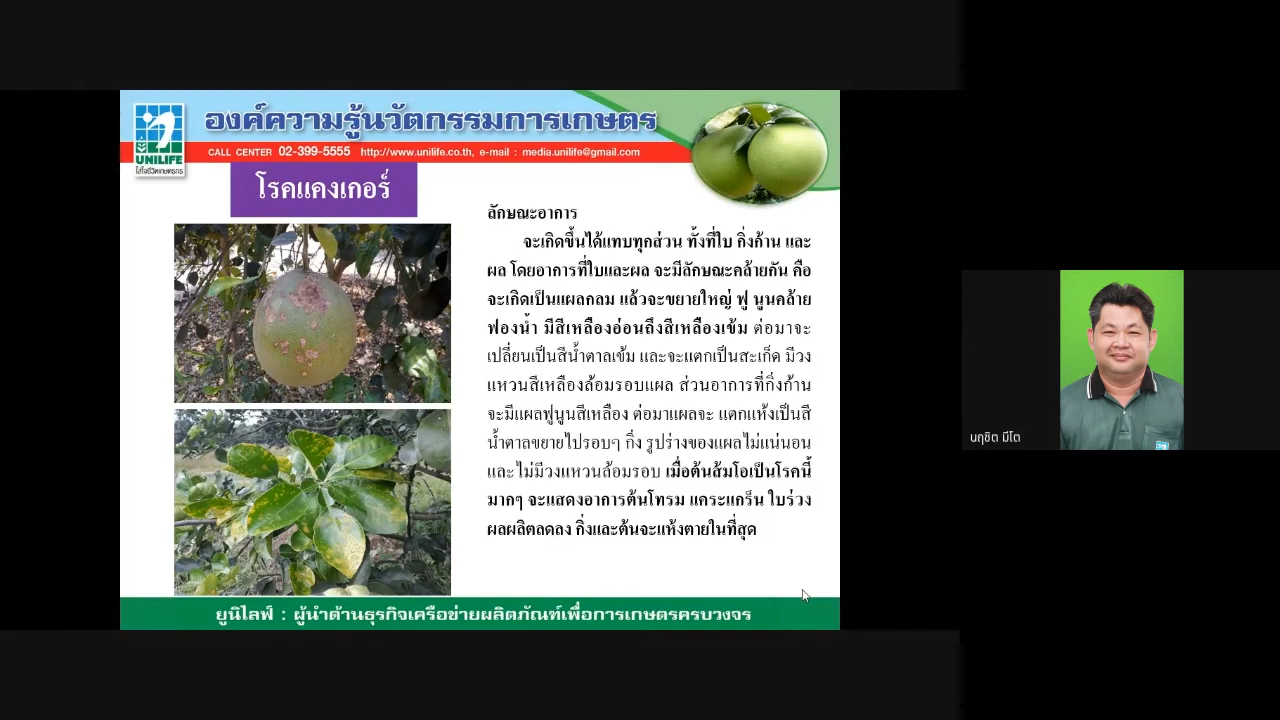 องค์ความรู้นวัตกรรมการเกษตร
UNILIFE
ใส่ใจชีวิตเกษตรกร
CALL CENTER 02-399-5555 http://www.unilife.co.th, e-mail : media.unilife@gmail.com
โรคแคงเกอร์
ลักษณะอาการ
จะเกิดขึ้นได้แทบทุกส่วน ทั้งที่ใบ กิ่งก้าน และ
ผล โดยอาการที่ใบและผล จะมีลักษณะคล้ายกัน คือ
จะเกิดเป็นแผลกลม แล้วจะขยายใหญ่ ฟู นูนคล้าย
ฟองน้ำ มีสีเหลืองอ่อนถึงสีเหลืองเข้ม ต่อมาจะ
เปลี่ยนเป็นสีน้ำตาลเข้ม และจะแตกเป็นสะเก็ด มีวง
แหวนสีเหลืองล้อมรอบแผล ส่วนอาการที่กิ่งก้าน
จะมีแผลฟูนูนสีเหลือง ต่อมาแผลจะ แตกแห้งเป็นสี
น้ำตาลขยายไปรอบๆ กิ่ง รูปร่างของแผลไม่แน่นอน
และไม่มีวงแหวนล้อมรอบ เมื่อต้นส้มโอเป็นโรคนี้
มากๆ จะแสดงอาการต้นโทรม แคระแกร็น ใบร่วง
ผลผลิตลดลง กิ่งและต้นจะแห้งตายในที่สุด
นฤชิต มีโต
ยูนิไลฟ์ : ผู้นำด้านธุรกิจเครือข่ายผลิตภัณฑ์เพื่อการเกษตรครบวงจร